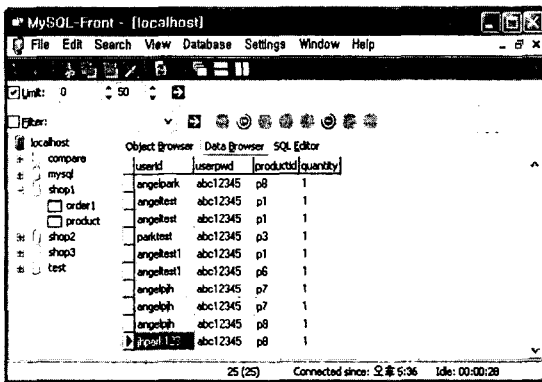 MySQL-Front - [localhost]
File Edit Search View Database Settings Window Help
Limit: 0 50
Filter:
localhost
compare
mysql
shop1
order1
product
shop2
shop3
test
Object Browser Data Browser SQL Editor
userid userpwd productid quantity
angelpark abc12345 p8 1
angeltest abc12345 p1 1
angeltest abc12345 p1 1
parktest abc12345 p3 1
angeltest1 abc12345 p1 1
angeltest1 abc12345 p6 1
angelpjh abc12345 p7 1
angelpjh abc12345 p7 1
angelpjh abc12345 p8 1
abc12345 p8 1
25 (25) Connected since: 오후 5:36 Idle: 00:00:28